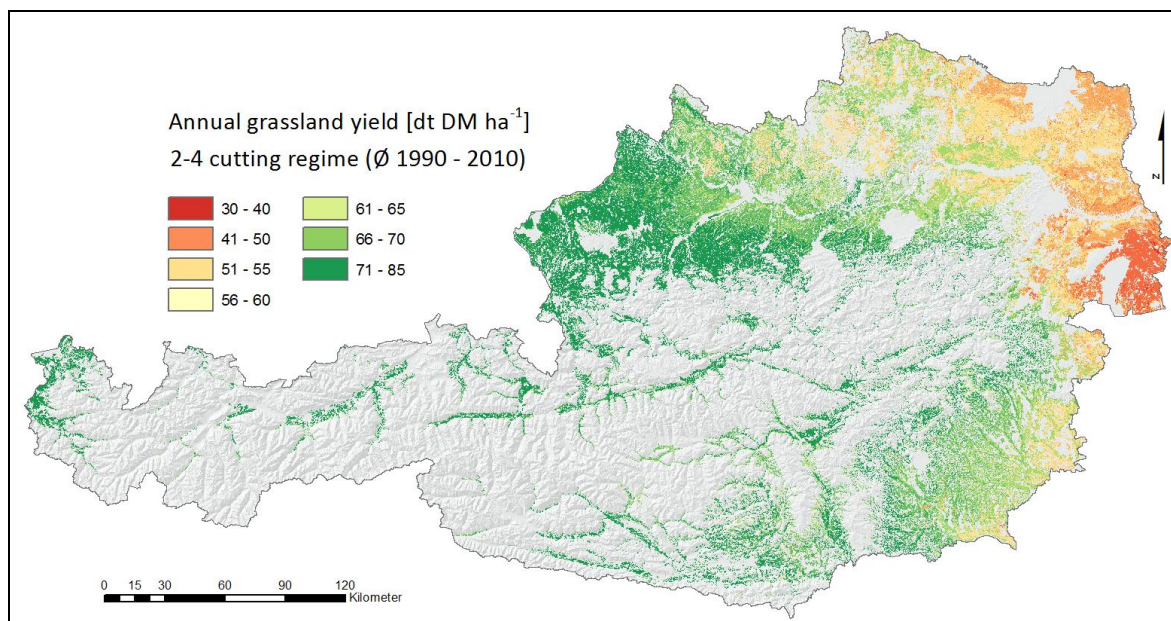 Annual grassland yield [dt DM ha⁻¹]
2-4 cutting regime (Ø 1990 - 2010)
30 - 40
61 - 65
41 - 50
66 - 70
51 - 55
71 - 85
56 - 60
N
0 15 30 60 90 120
Kilometer